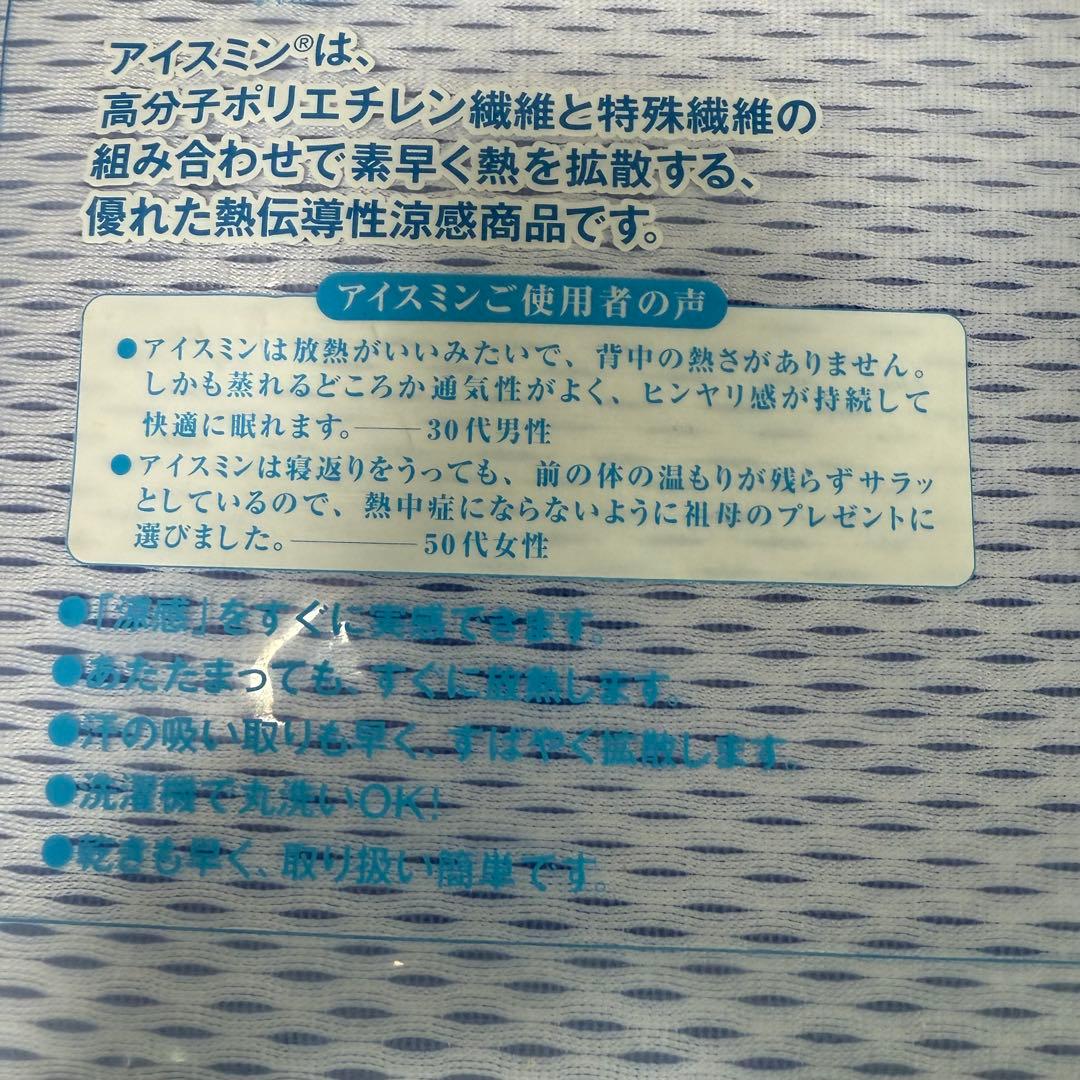 アイスミン®は、
高分子ポリエチレン繊維と特殊繊維の
組み合わせで素早く熱を拡散する、
優れた熱伝導性涼感商品です。
アイスミンご使用者の声
●アイスミンは放熱がいいみたいで、背中の熱さがありません。
しかも蒸れるどころか通気性がよく、ヒンヤリ感が持続して
快適に眠れます。――30代男性
●アイスミンは寝返りをうっても、前の体の温もりが残らずサラッ
としているので、熱中症にならないように祖母のプレゼントに
選びました。――――50代女性
●「涼感」をすぐに実感できます。
●あたたまっても、すぐに放熱します。
●汗の吸い取りも早く、すばやく拡散します。
●洗濯機で丸洗いOK!
●乾きも早く、取り扱い簡単です。